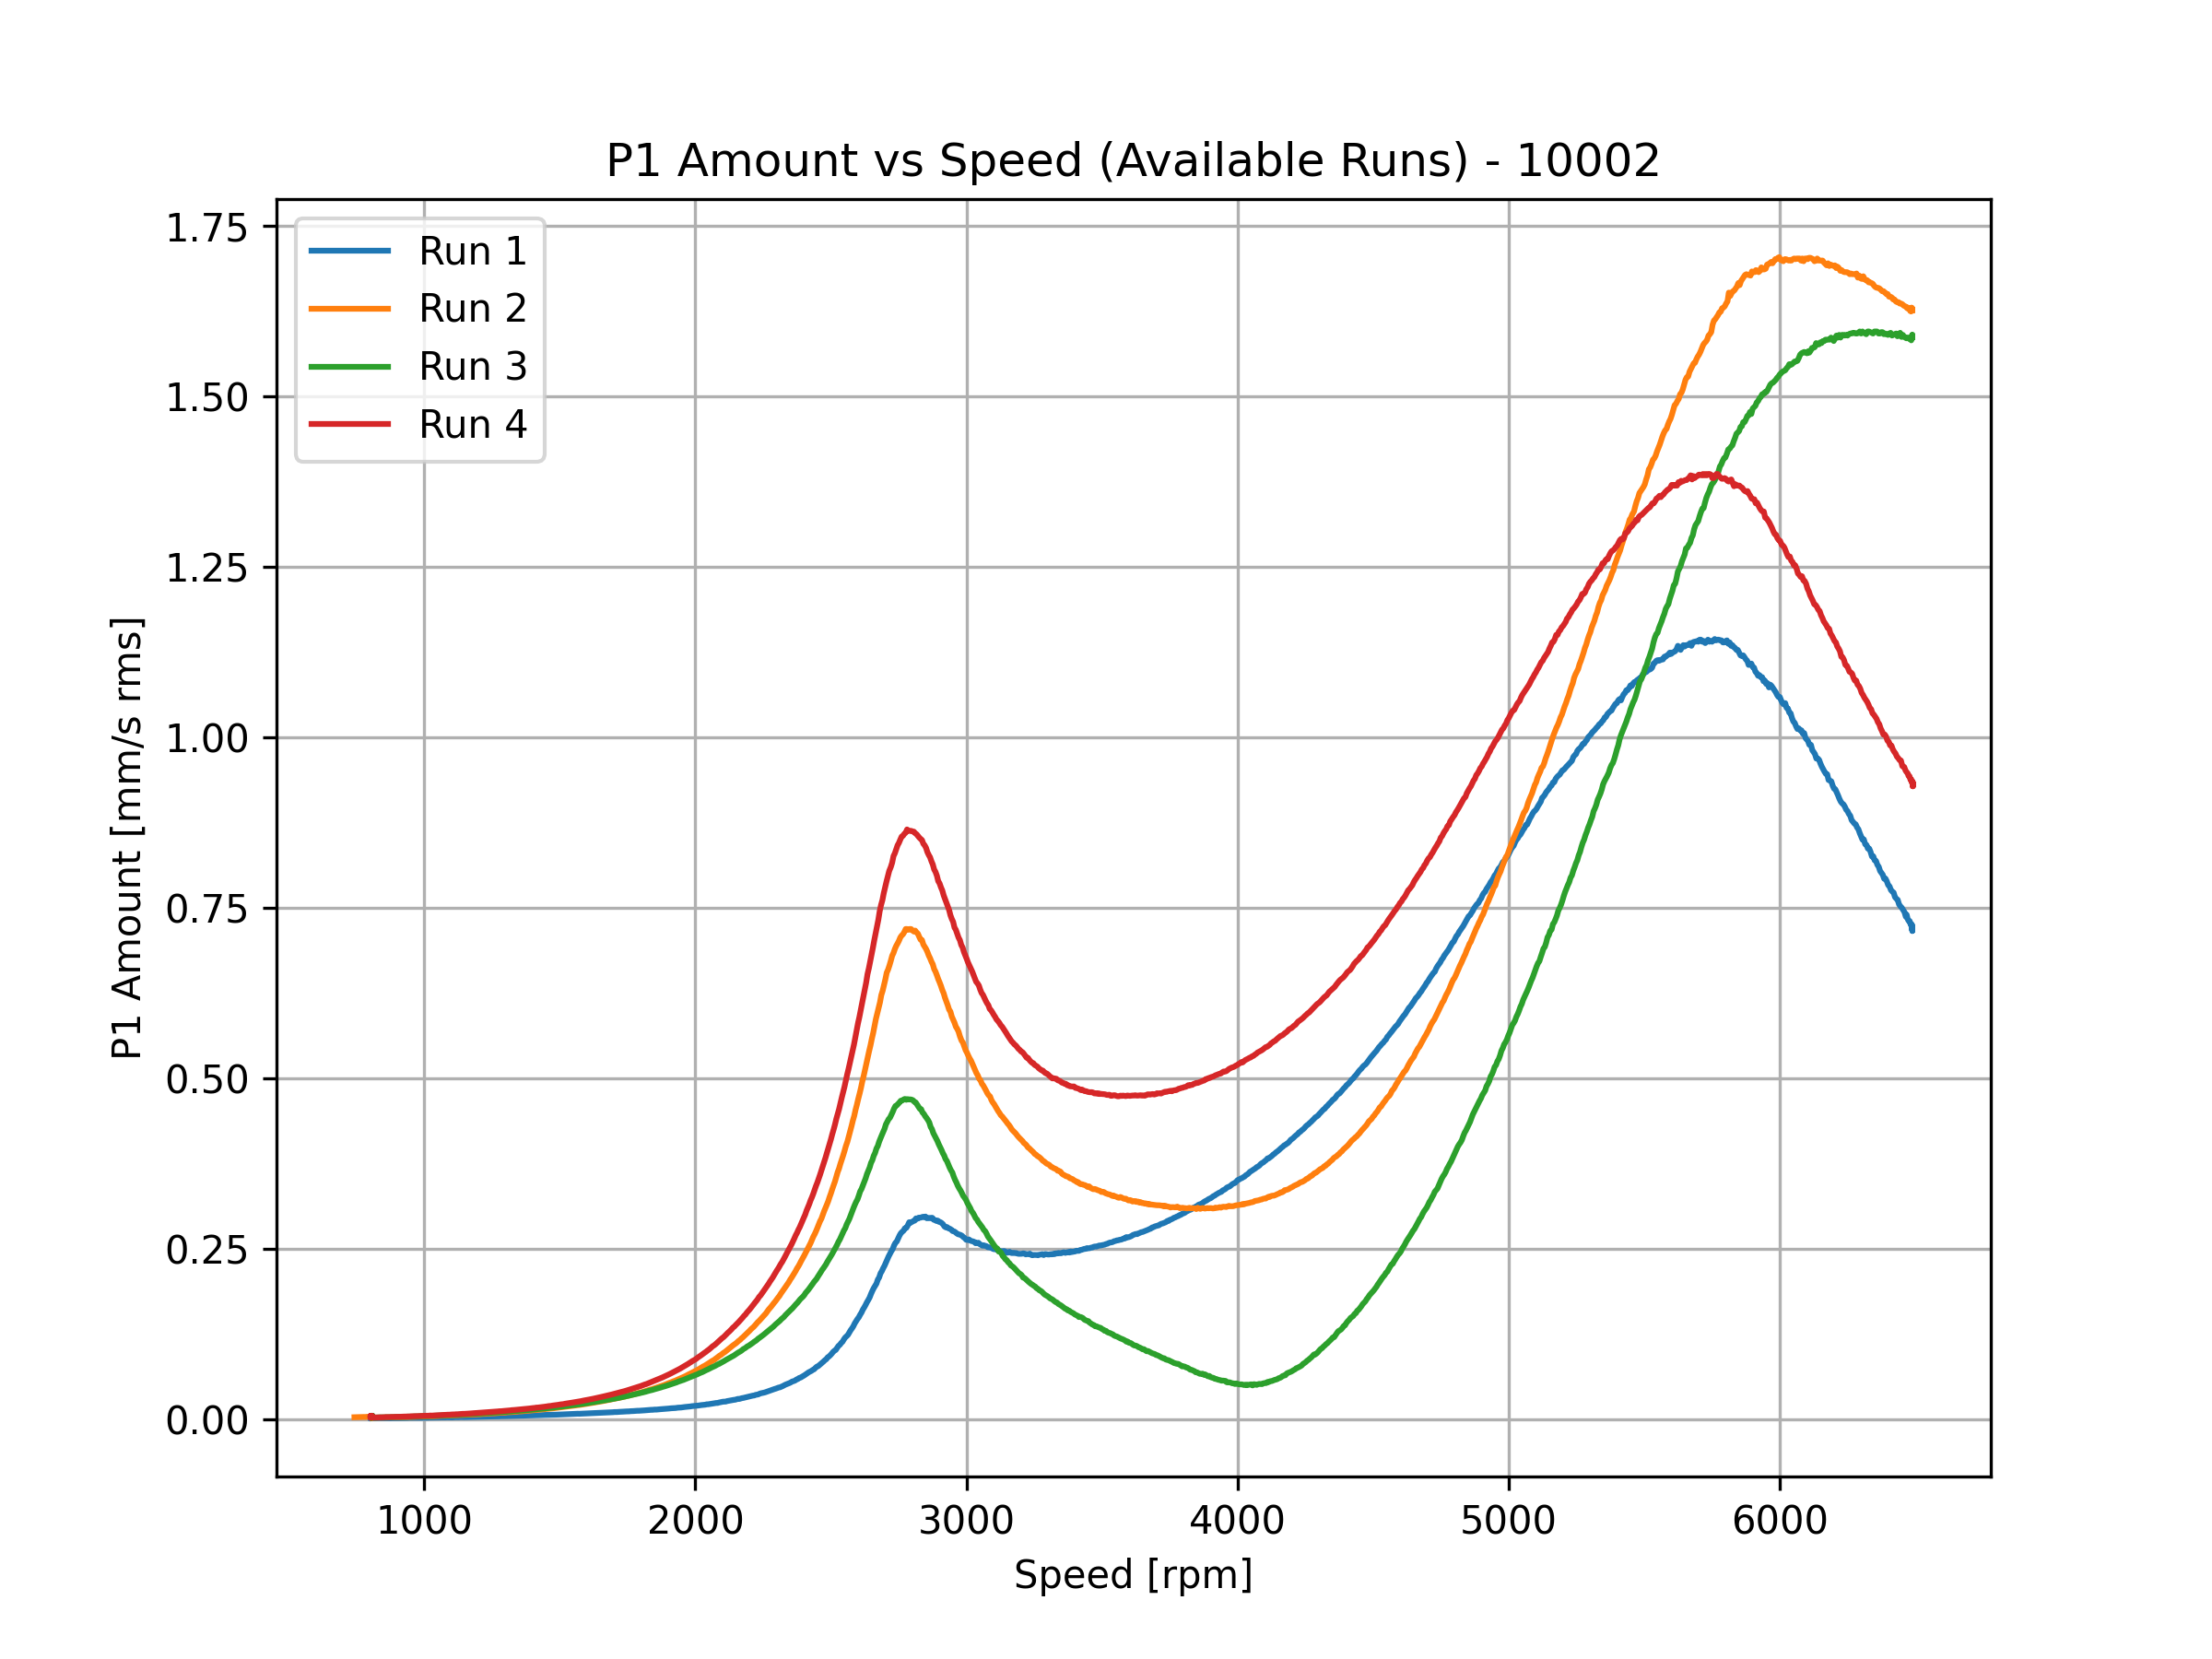 P1 Amount vs Speed (Available Runs) - 10002
Run 1
Run 2
Run 3
Run 4
1.75
1.50
1.25
1.00
0.75
0.50
0.25
0.00
P1 Amount [mm/s rms]
1000 2000 3000 4000 5000 6000
Speed [rpm]